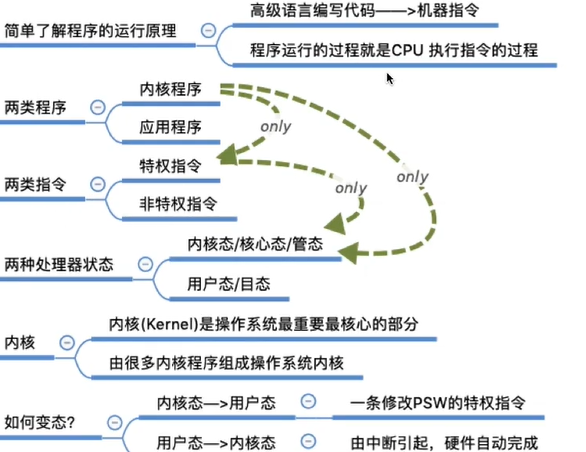 高级语言编写代码——>机器指令
简单了解程序的运行原理
程序运行的过程就是CPU 执行指令的过程
内核程序
两类程序
应用程序
only
特权指令
两类指令
only
only
非特权指令
内核态/核心态/管态
两种处理器状态
用户态/目态
内核(Kernel)是操作系统最重要最核心的部分
内核
由很多内核程序组成操作系统内核
内核态—>用户态
一条修改PSW的特权指令
如何变态?
用户态—>内核态
由中断引起，硬件自动完成